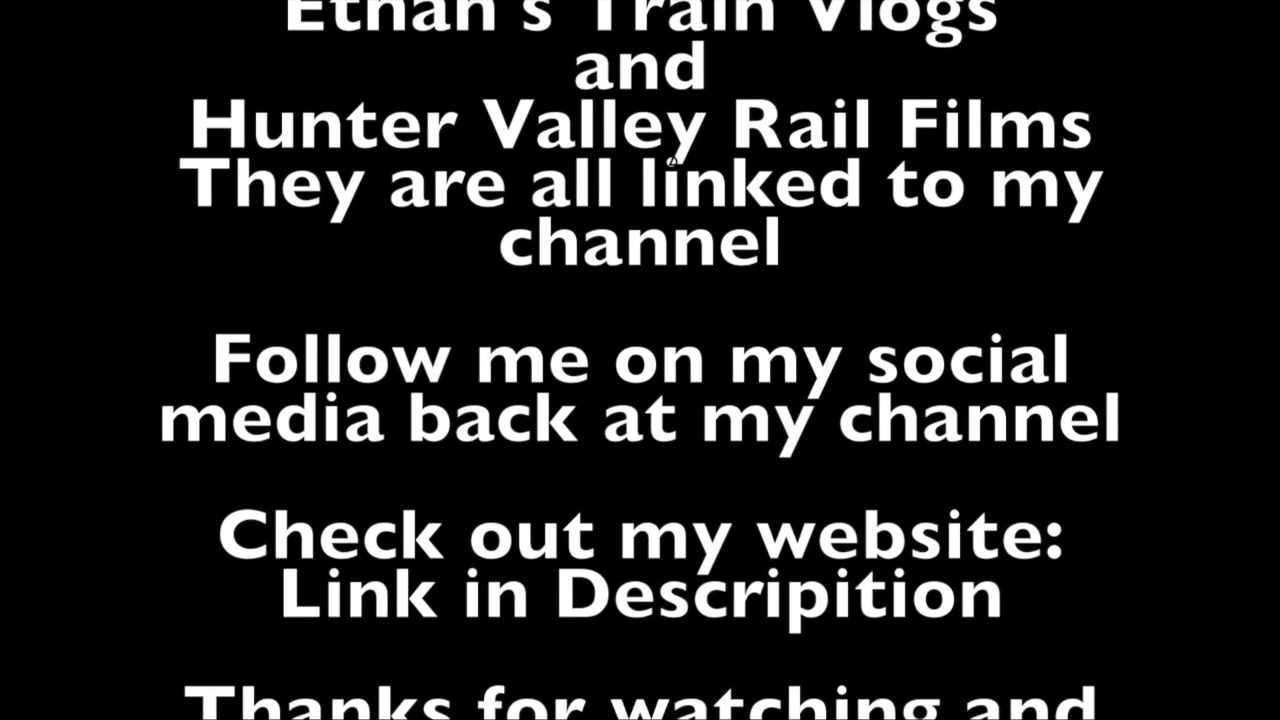 Ethan's Train Vlogs
and
Hunter Valley Rail Films
They are all linked to my
channel
Follow me on my social
media back at my channel
Check out my website:
Link in Descripition
Thanks for watching and